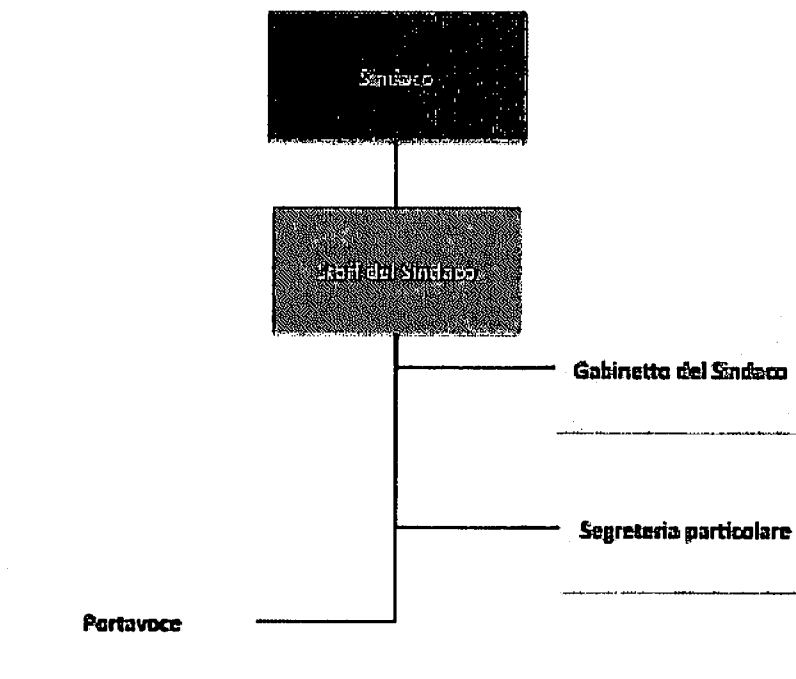 Sindaco
Staff del Sindaco
Gabinetto del Sindaco
Segreteria particolare
Portavoce